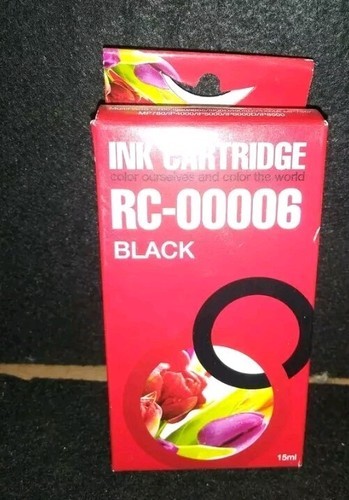 INK CARTRIDGE
color ourselves and color the world
RC-00006
BLACK
15ml